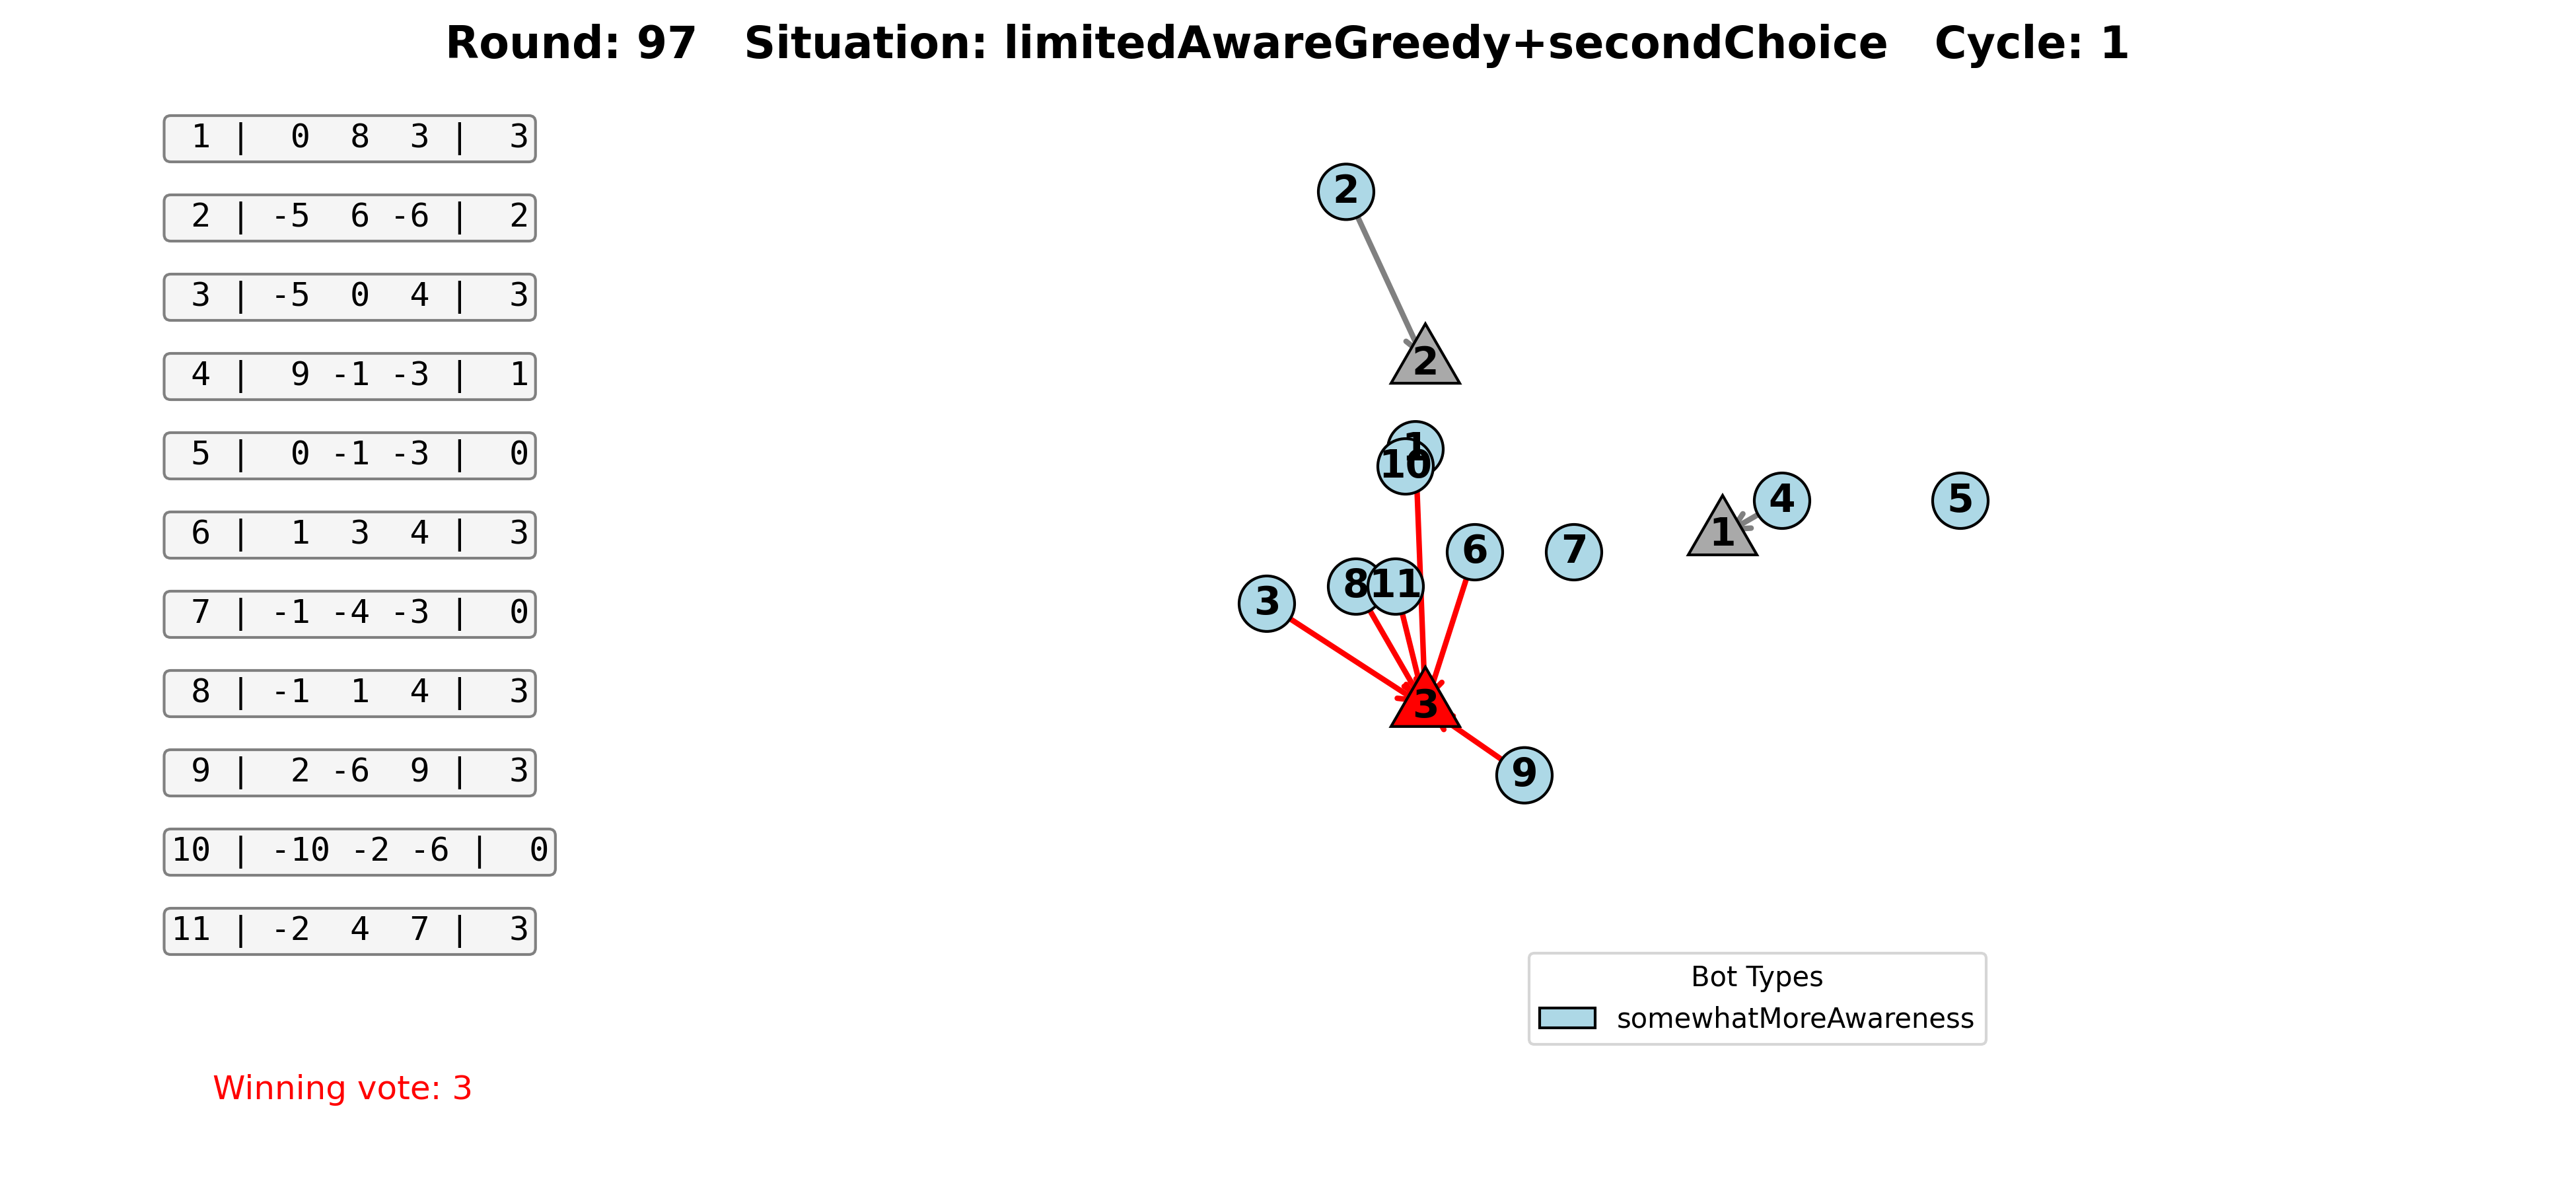 Round: 97   Situation: limitedAwareGreedy+secondChoice   Cycle: 1
1 |  0  8  3 |  3
2 | -5  6 -6 |  2
3 | -5  0  4 |  3
4 |  9 -1 -3 |  1
5 |  0 -1 -3 |  0
6 |  1  3  4 |  3
7 | -1 -4 -3 |  0
8 | -1  1  4 |  3
9 |  2 -6  9 |  3
10 | -10 -2 -6 |  0
11 | -2  4  7 |  3
Winning vote: 3
2
2
1
10
4
5
1
6
7
8
11
3
3
9
Bot Types
somewhatMoreAwareness